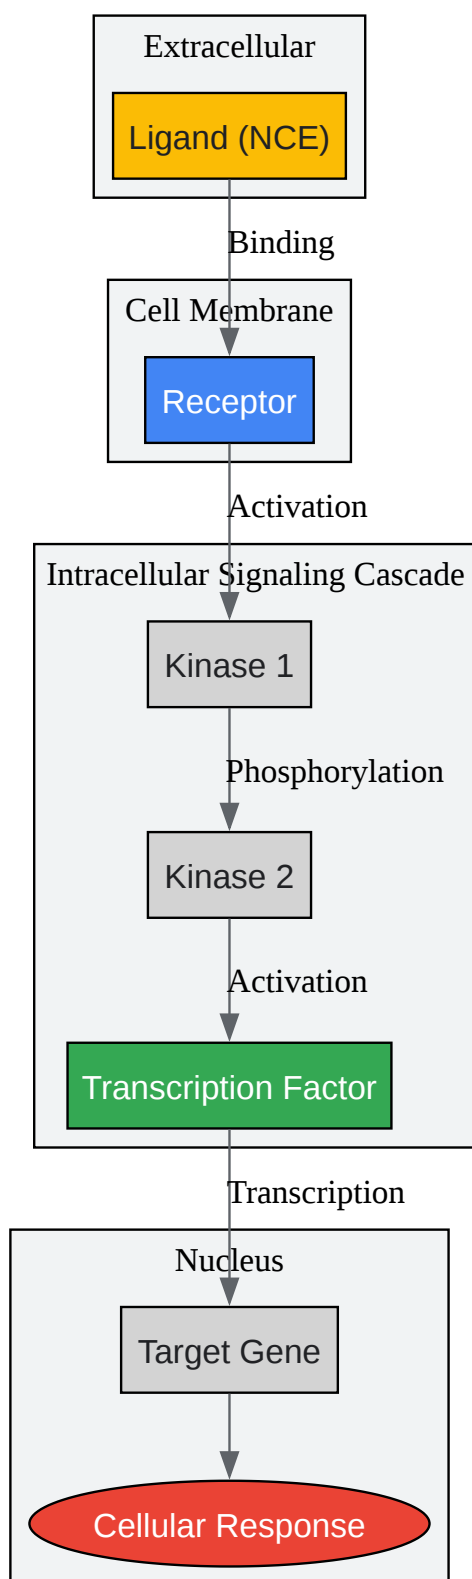 Extracellular
Ligand (NCE)
Binding
Cell Membrane
Receptor
Activation
Intracellular Signaling Cascade
Kinase 1
Phosphorylation
Kinase 2
Activation
Transcription Factor
Transcription
Nucleus
Target Gene
Cellular Response